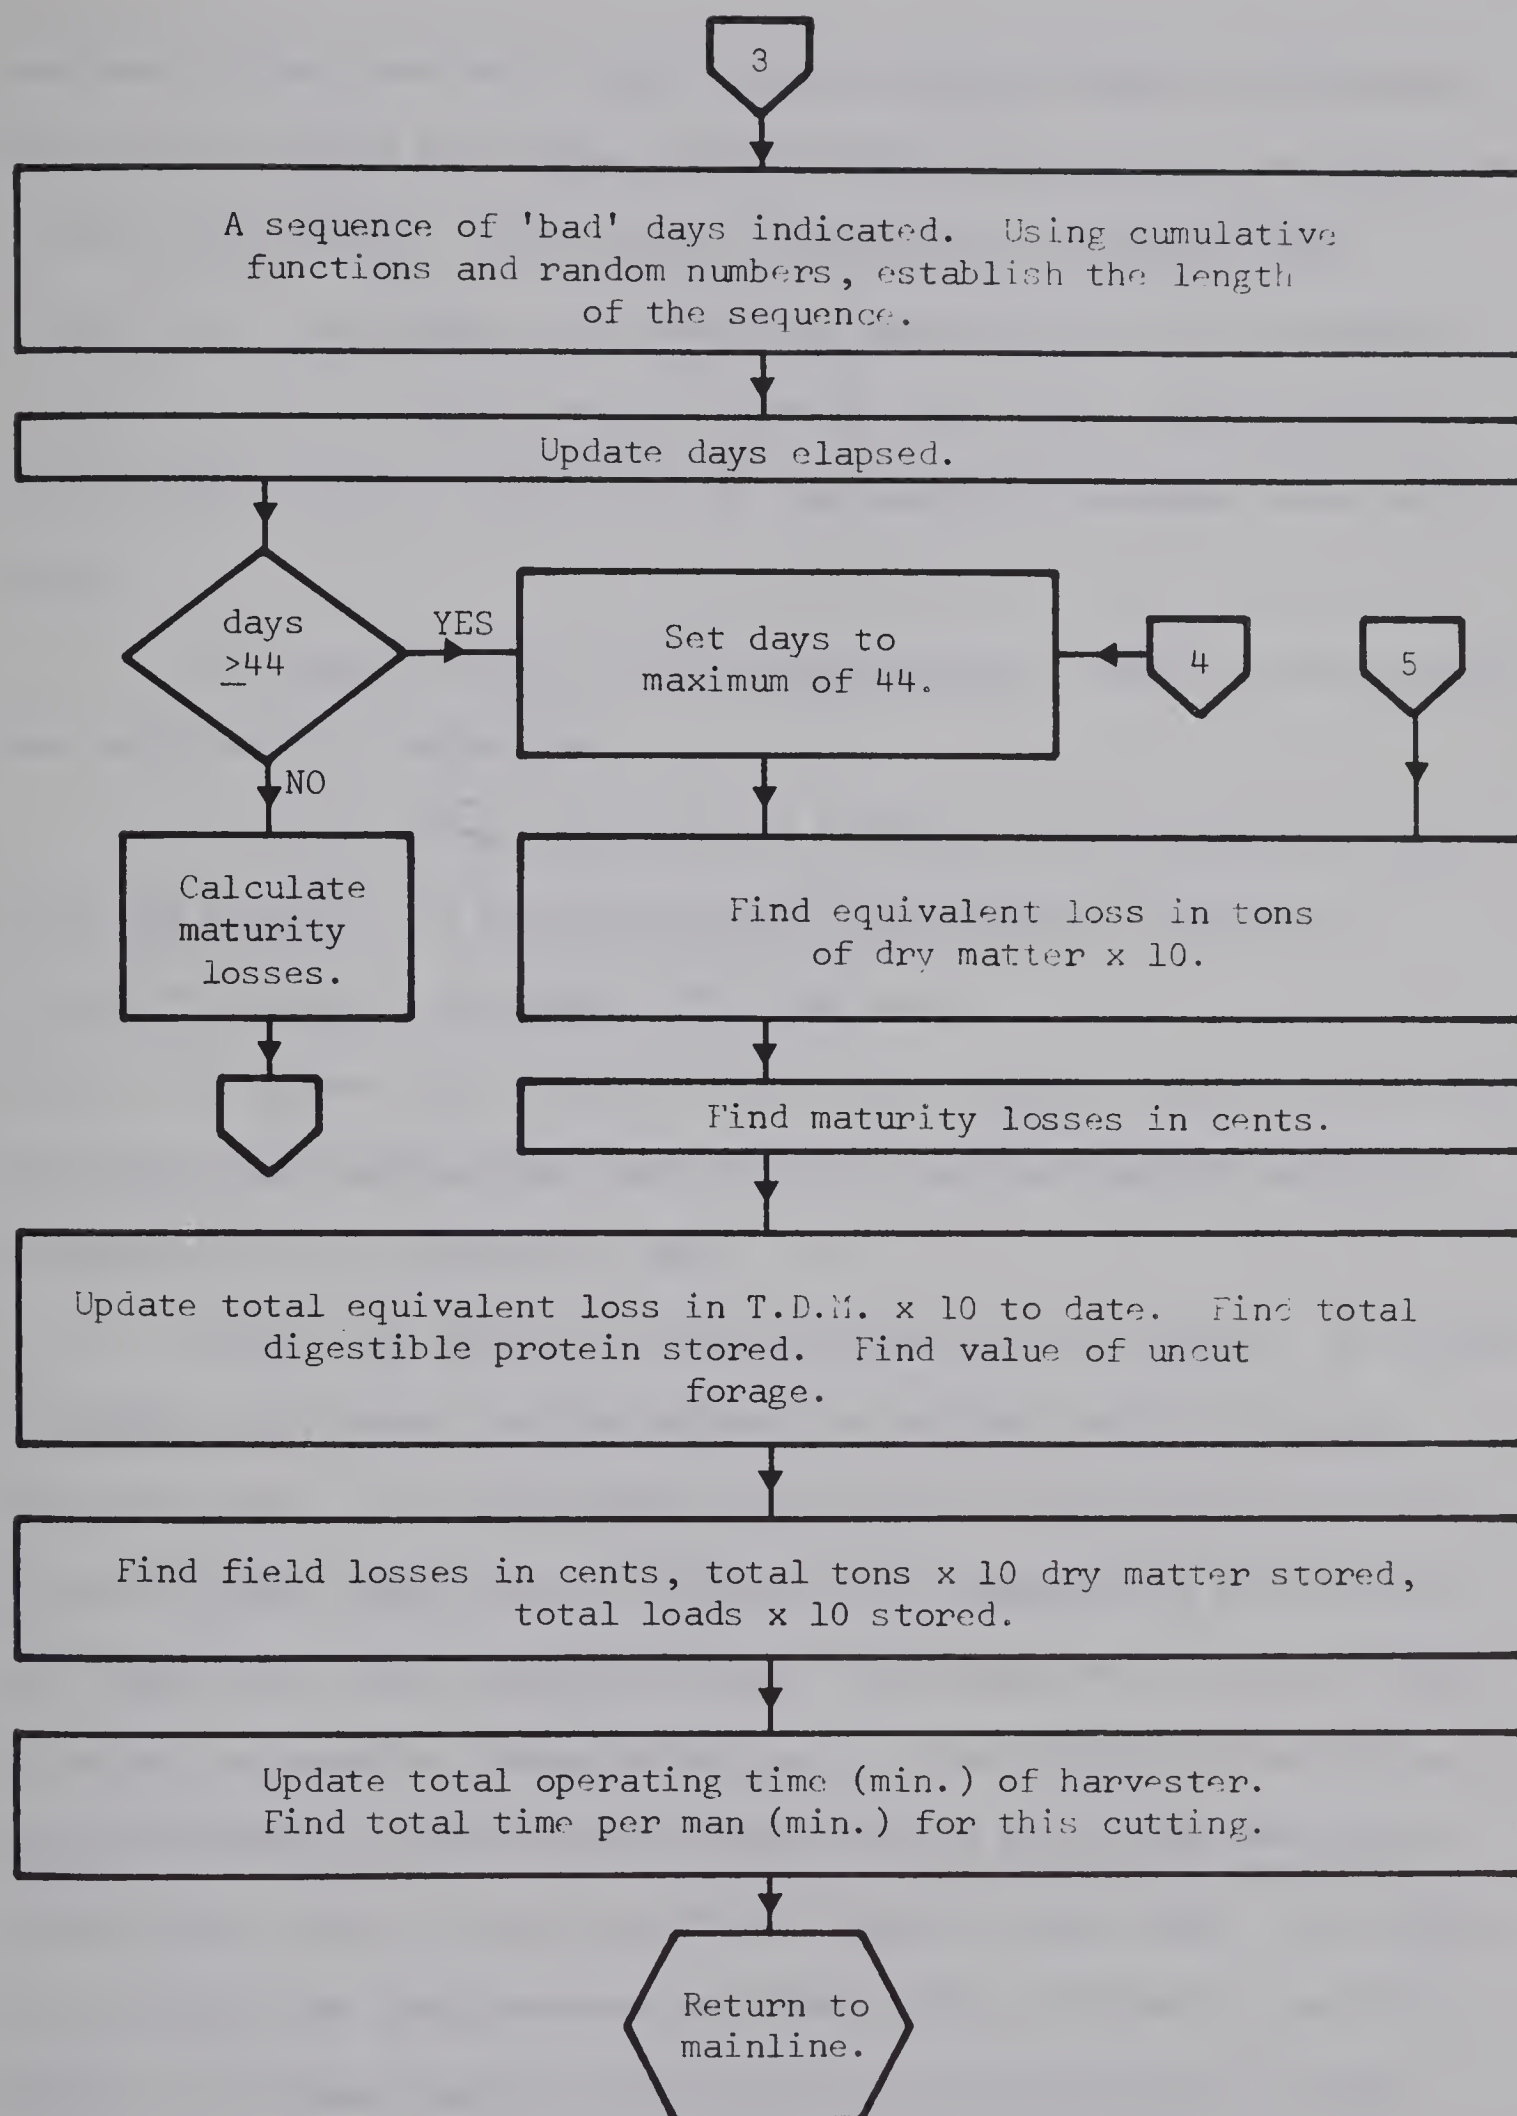 3
A sequence of 'bad' days indicated. Using cumulative
functions and random numbers, establish the length
of the sequence.
Update days elapsed.
days
≥44
YES
Set days to
maximum of 44.
4
5
NO
Calculate
maturity
losses.
Find equivalent loss in tons
of dry matter x 10.
Find maturity losses in cents.
Update total equivalent loss in T.D.M. x 10 to date. Find total
digestible protein stored. Find value of uncut
forage.
Find field losses in cents, total tons x 10 dry matter stored,
total loads x 10 stored.
Update total operating time (min.) of harvester.
Find total time per man (min.) for this cutting.
Return to
mainline.